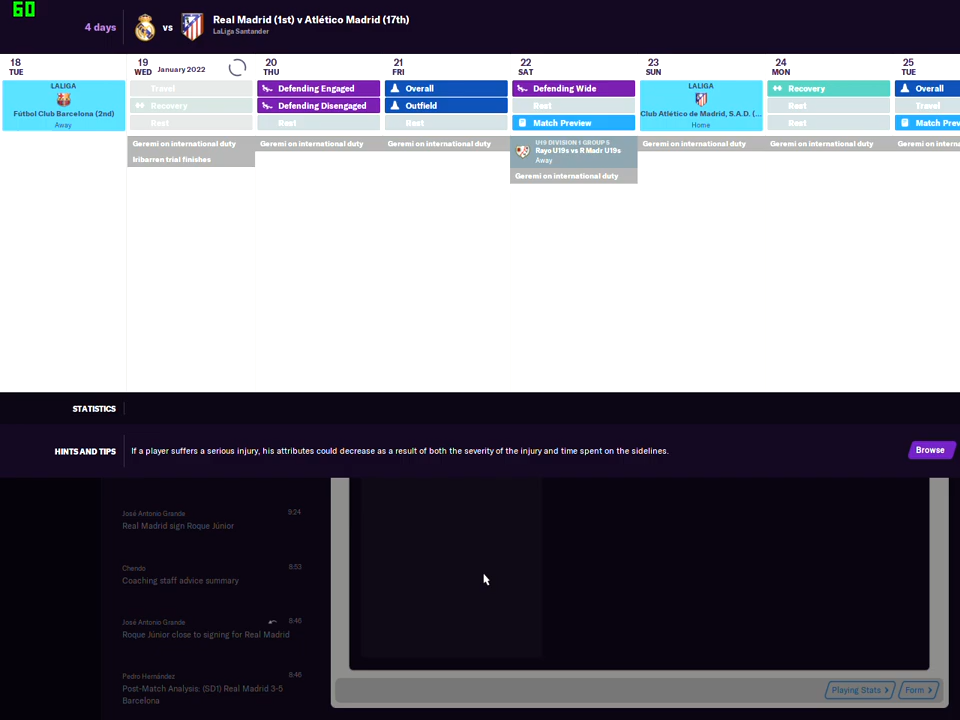 60
4 days
vs
Real Madrid (1st) v Atlético Madrid (17th)
LaLiga Santander
18
TUE
19
WED
January 2022
20
THU
21
FRI
22
SAT
23
SUN
24
MON
25
TUE
LALIGA
Fútbol Club Barcelona (2nd)
Away
Travel
Recovery
Rest
Defending Engaged
Defending Disengaged
Rest
Overall
Outfield
Rest
Defending Wide
Rest
Match Preview
LALIGA
Club Atlético de Madrid, S.A.D. (...
Home
Recovery
Rest
Rest
Overall
Travel
Match Prev
Geremi on international duty
Iribarren trial finishes
Geremi on international duty
Geremi on international duty
U19 DIVISION 1 GROUP 5
Rayo U19s vs R Madr U19s
Away
Geremi on international duty
Geremi on international duty
Geremi on international duty
Geremi on interna
STATISTICS
HINTS AND TIPS
If a player suffers a serious injury, his attributes could decrease as a result of both the severity of the injury and time spent on the sidelines.
Browse
José Antonio Grande
9:24
Real Madrid sign Roque Júnior
Chendo
8:53
Coaching staff advice summary
José Antonio Grande
8:46
Roque Júnior close to signing for Real Madrid
Pedro Hernández
8:46
Post-Match Analysis: (SD1) Real Madrid 3-5
Barcelona
Playing Stats >
Form >